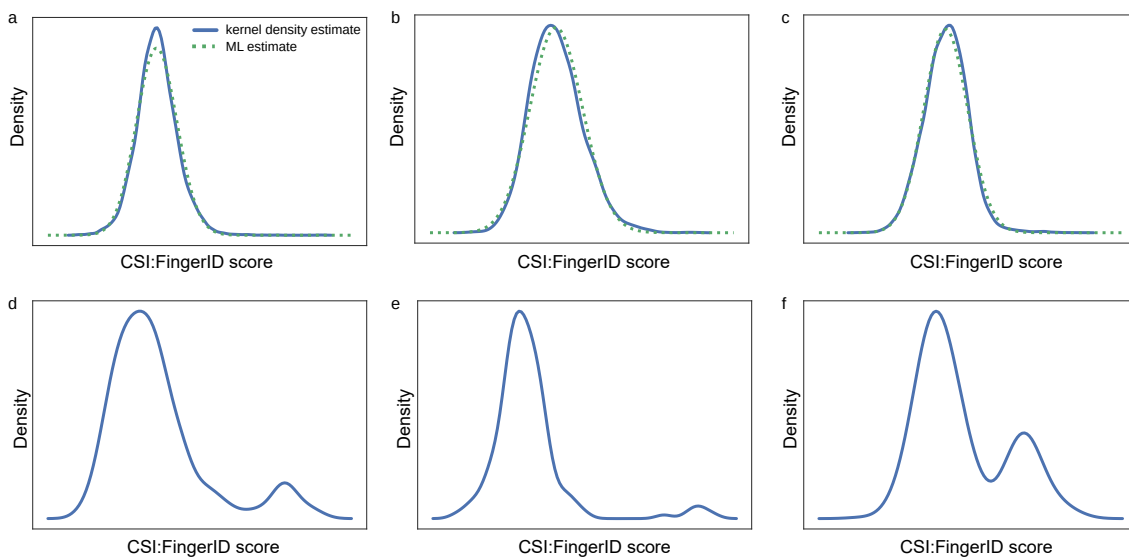 a
kernel density estimate
ML estimate
Density
CSI:FingerID score
b
Density
CSI:FingerID score
c
Density
CSI:FingerID score
d
Density
CSI:FingerID score
e
Density
CSI:FingerID score
f
Density
CSI:FingerID score